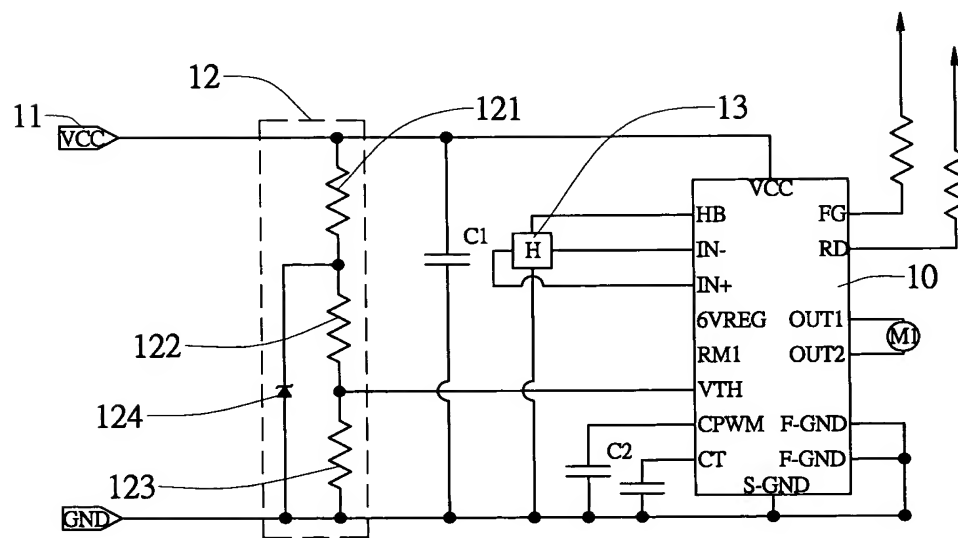 12
121
13
11
VCC
VCC
HB
FG
C1
H
IN-
RD
IN+
10
122
6VREG
OUT1
M1
RM1
OUT2
124
VTH
CPWM
F-GND
C2
CT
F-GND
123
S-GND
GND